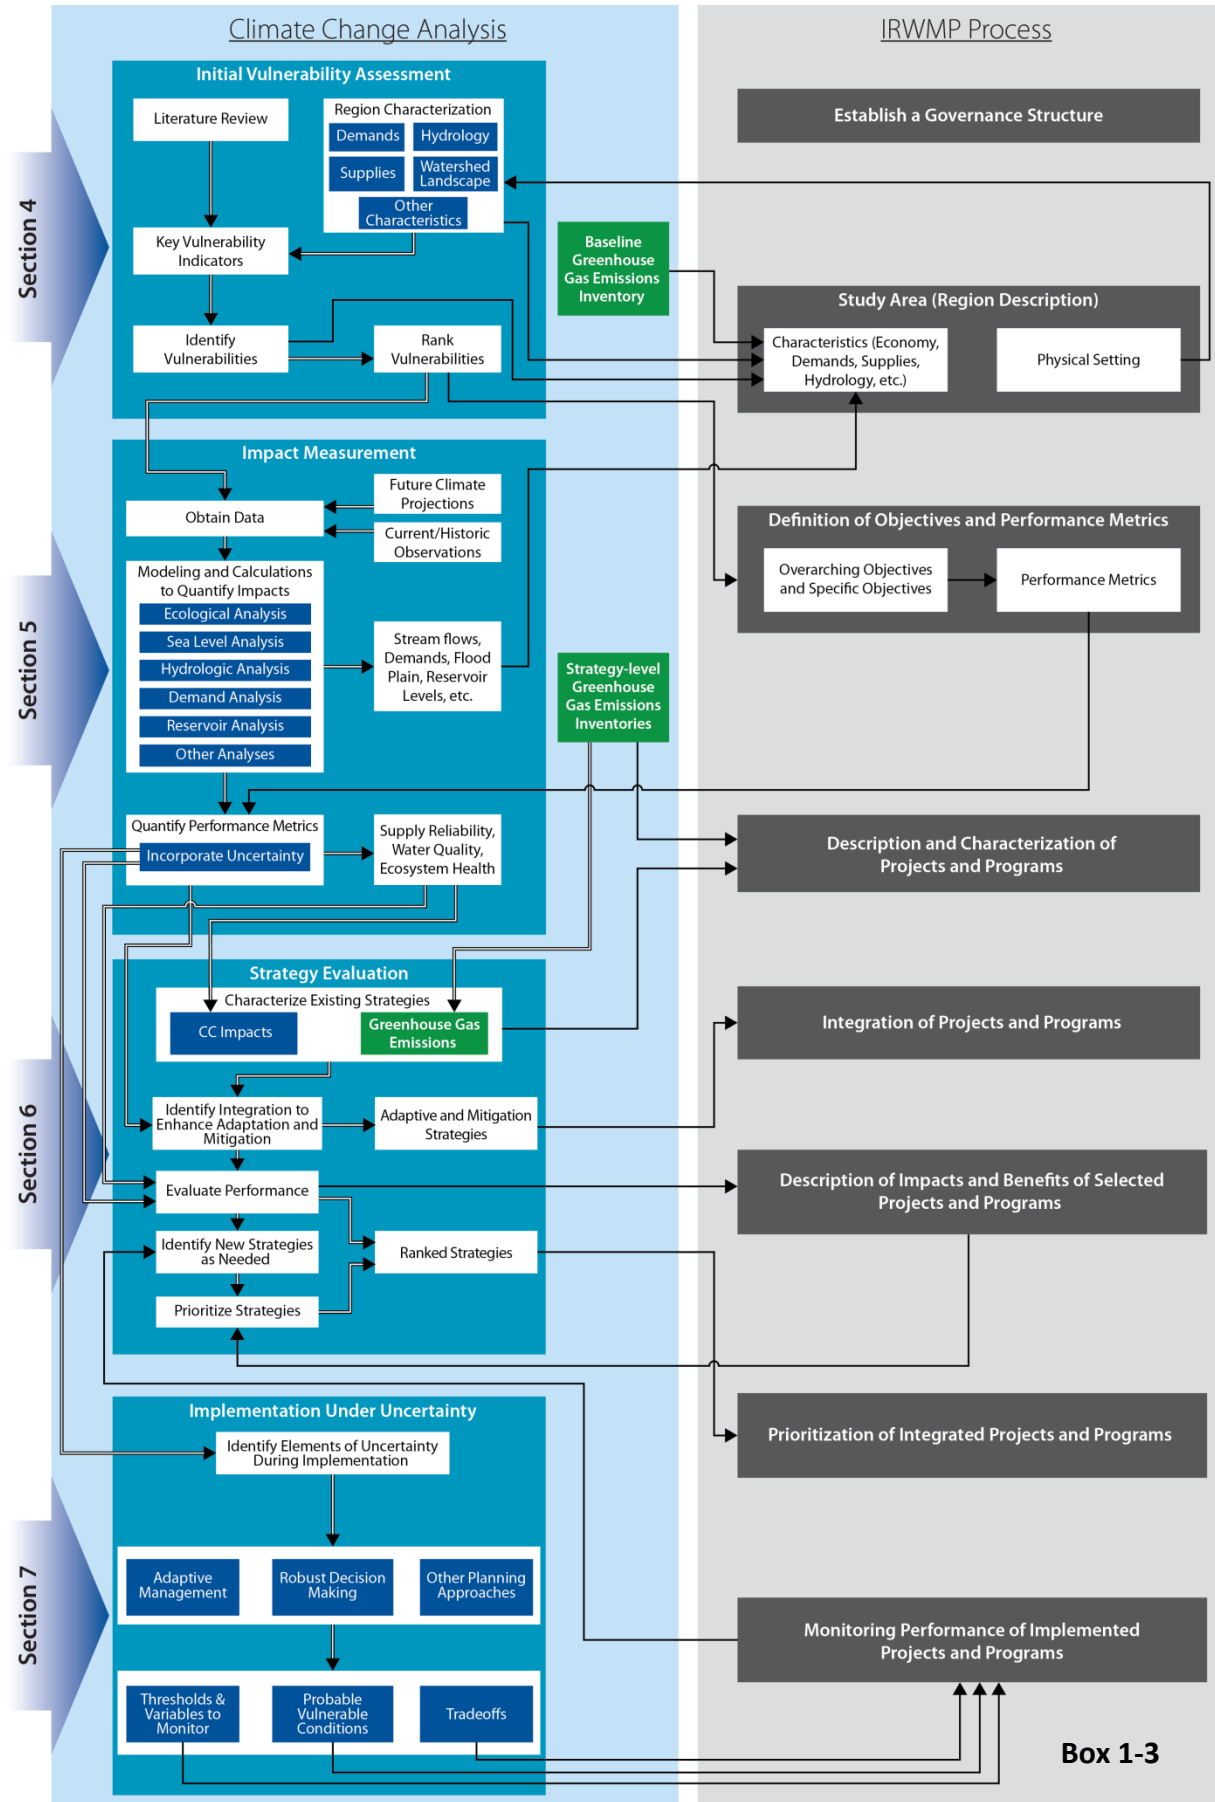 Climate Change Analysis
IRWMP Process
Section 4
Initial Vulnerability Assessment
Literature Review
Region Characterization
Demands
Hydrology
Supplies
Watershed
Landscape
Other
Characteristics
Key Vulnerability
Indicators
Identify
Vulnerabilities
Rank
Vulnerabilities
Baseline
Greenhouse
Gas Emissions
Inventory
Establish a Governance Structure
Study Area (Region Description)
Characteristics (Economy,
Demands, Supplies,
Hydrology, etc.)
Physical Setting
Section 5
Impact Measurement
Obtain Data
Future Climate
Projections
Current/Historic
Observations
Modeling and Calculations
to Quantify Impacts
Ecological Analysis
Sea Level Analysis
Hydrologic Analysis
Demand Analysis
Reservoir Analysis
Other Analyses
Stream flows,
Demands, Flood
Plain, Reservoir
Levels, etc.
Quantify Performance Metrics
Incorporate Uncertainty
Supply Reliability,
Water Quality,
Ecosystem Health
Strategy-level
Greenhouse
Gas Emissions
Inventories
Definition of Objectives and Performance Metrics
Overarching Objectives
and Specific Objectives
Performance Metrics
Description and Characterization of
Projects and Programs
Section 6
Strategy Evaluation
Characterize Existing Strategies
CC Impacts
Greenhouse Gas
Emissions
Identify Integration to
Enhance Adaptation and
Mitigation
Adaptive and Mitigation
Strategies
Evaluate Performance
Identify New Strategies
as Needed
Ranked Strategies
Prioritize Strategies
Integration of Projects and Programs
Description of Impacts and Benefits of Selected
Projects and Programs
Prioritization of Integrated Projects and Programs
Section 7
Implementation Under Uncertainty
Identify Elements of Uncertainty
During Implementation
Adaptive
Management
Robust Decision
Making
Other Planning
Approaches
Thresholds &
Variables to
Monitor
Probable
Vulnerable
Conditions
Tradeoffs
Monitoring Performance of Implemented
Projects and Programs
Box 1-3